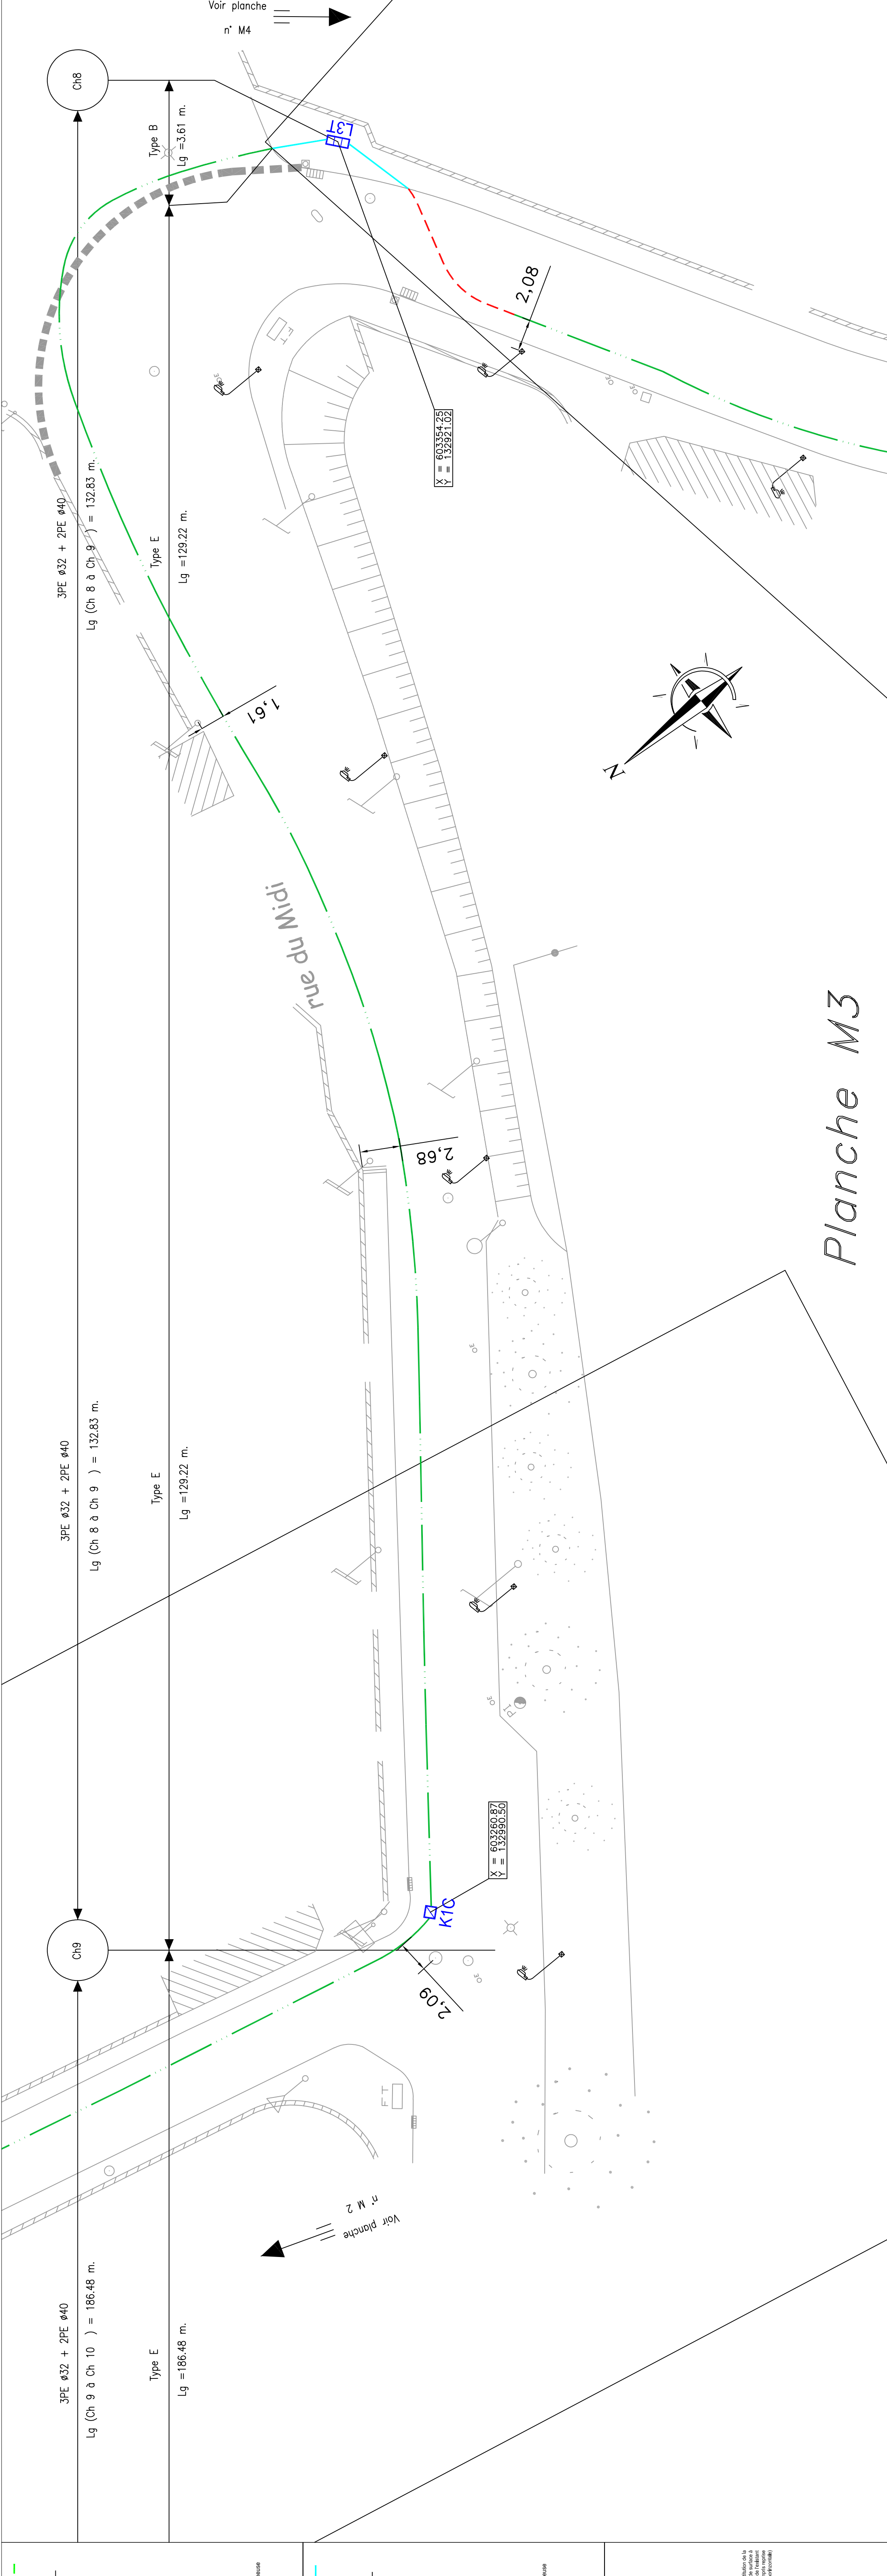 Voir planche
n° M4
Ch8
Type B
Lg =3.61 m.
L3T
2,08
FT
X = 603354.25
Y = 132921.02
3PE ø32 + 2PE ø40
Lg (Ch 8 à Ch 9 ) = 132.83 m.
Type E
Lg =129.22 m.
1,61
N
rue du Midi
Planche M3
2,68
3PE ø32 + 2PE ø40
Lg (Ch 8 à Ch 9 ) = 132.83 m.
Type E
Lg =129.22 m.
PI
X = 603260.87
Y = 132990.50
K1C
Ch9
2,09
FT
Voir planche
n° M 2
3PE ø32 + 2PE ø40
Lg (Ch 9 à Ch 10 ) = 186.48 m.
Type E
Lg =186.48 m.